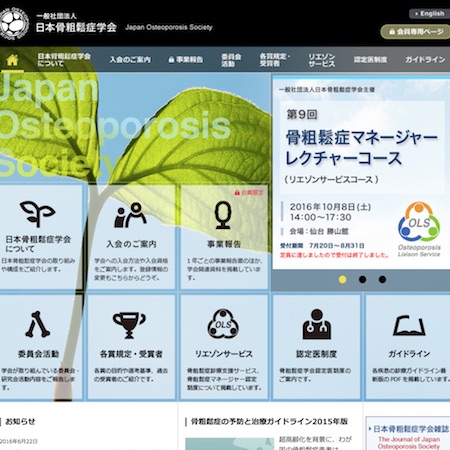 一般社団法人
日本骨粗鬆症学会 Japan Osteoporosis Society
English
会員専用ページ
日本骨粗鬆症学会
について
入会のご案内
事業報告
委員会
活動
各賞規定・
受賞者
リエゾン
サービス
認定医制度
ガイドライン
Japan
Osteoporosis
Society
一般社団法人日本骨粗鬆症学会主催
第9回
骨粗鬆症マネージャー
レクチャーコース
(リエゾンサービスコース)
2016年10月8日(土)
14:00〜17:30
会場:仙台 勝山館
受付期間 7月20日〜8月31日
定員に達しましたので受付は終了しました。
OLS
Osteoporosis
Liaison Service
日本骨粗鬆症学会
について
日本骨粗鬆症学会の取り組み
や構成をご紹介します。
入会のご案内
学会への入会方法や入会資格
をご案内します。登録情報の
変更もこちらからどうぞ。
会員限定
事業報告
1年ごとの事業報告書のほか、
学会関連資料を掲載していま
す。
委員会活動
学会が取り組んでいる委員会・
研究会活動内容をご報告しま
す。
各賞規定・受賞者
各賞の目的や選考基準、過去
の受賞者のご紹介です。
OLS
リエゾンサービス
骨粗鬆症診療支援サービス、
骨粗鬆症マネージャー認定
制度について掲載しています。
認定医制度
骨粗鬆症学会認定医制度
のご案内です。
ガイドライン
各疾患の診療ガイドライン最
新版の PDF を掲載しています。
お知らせ
2016年6月22日
骨粗鬆症の予防と治療ガイドライン2015年版
超高齢化を背景に、わが
日本骨粗鬆症学会雑誌
The Journal of Japan
Osteoporosis Society